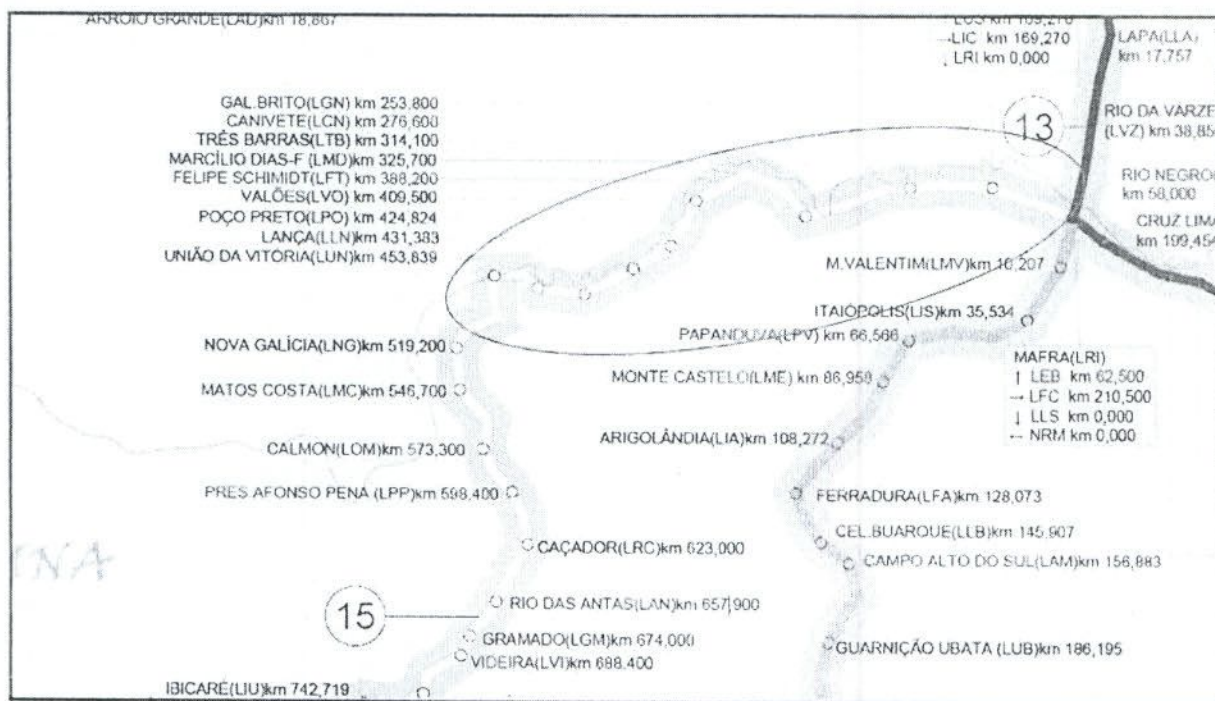 ARROIO GRANDE(LAD)km 18,867
km 169,270
→LIC km 169,270
↓ LRI km 0,000
LAPA(LLA)
km 17,757
GAL.BRITO(LGN) km 253,800
CANIVETE(LCN) km 276,600
TRÊS BARRAS(LTB) km 314,100
MARCÍLIO DIAS-F (LMD)km 325,700
FELIPE SCHIMIDT(LFT) km 388,200
VALÕES(LVO) km 409,500
POÇO PRETO(LPO) km 424,824
LANÇA(LLN)km 431,383
UNIÃO DA VITÓRIA(LUN) km 453,839
13
RIO DA VARZE
(LVZ) km 38,85
RIO NEGRO
km 58,000
CRUZ LIMA
km 199,454
M.VALENTIM(LMV)km 10,207
ITAIÓPOLIS(LIS)km 35,534
PAPANDUVA(LPV) km 66,566
NOVA GALÍCIA(LNG)km 519,200
MAFRA(LRI)
↑ LEB km 62,500
→ LFC km 210,500
↓ LLS km 0,000
← NRM km 0,000
MATOS COSTA(LMC)km 546,700
MONTE CASTELO(LME) km 86,958
CALMON(LOM)km 573,300
ARIGOLÂNDIA(LIA)km 108,272
PRES AFONSO PENA (LPP)km 598,400
FERRADURA(LFA)km 128,073
CAÇADOR(LRC)km 623,000
CEL.BUARQUE(LLB)km 145,907
CAMPO ALTO DO SUL(LAM)km 156,883
INA
15
RIO DAS ANTAS(LAN)km 657,900
GRAMADO(LGM)km 674,000
VIDEIRA(LVI)km 688,400
GUARNIÇÃO UBATA (LUB)km 186,195
IBICARÉ(LIU)km 742,719